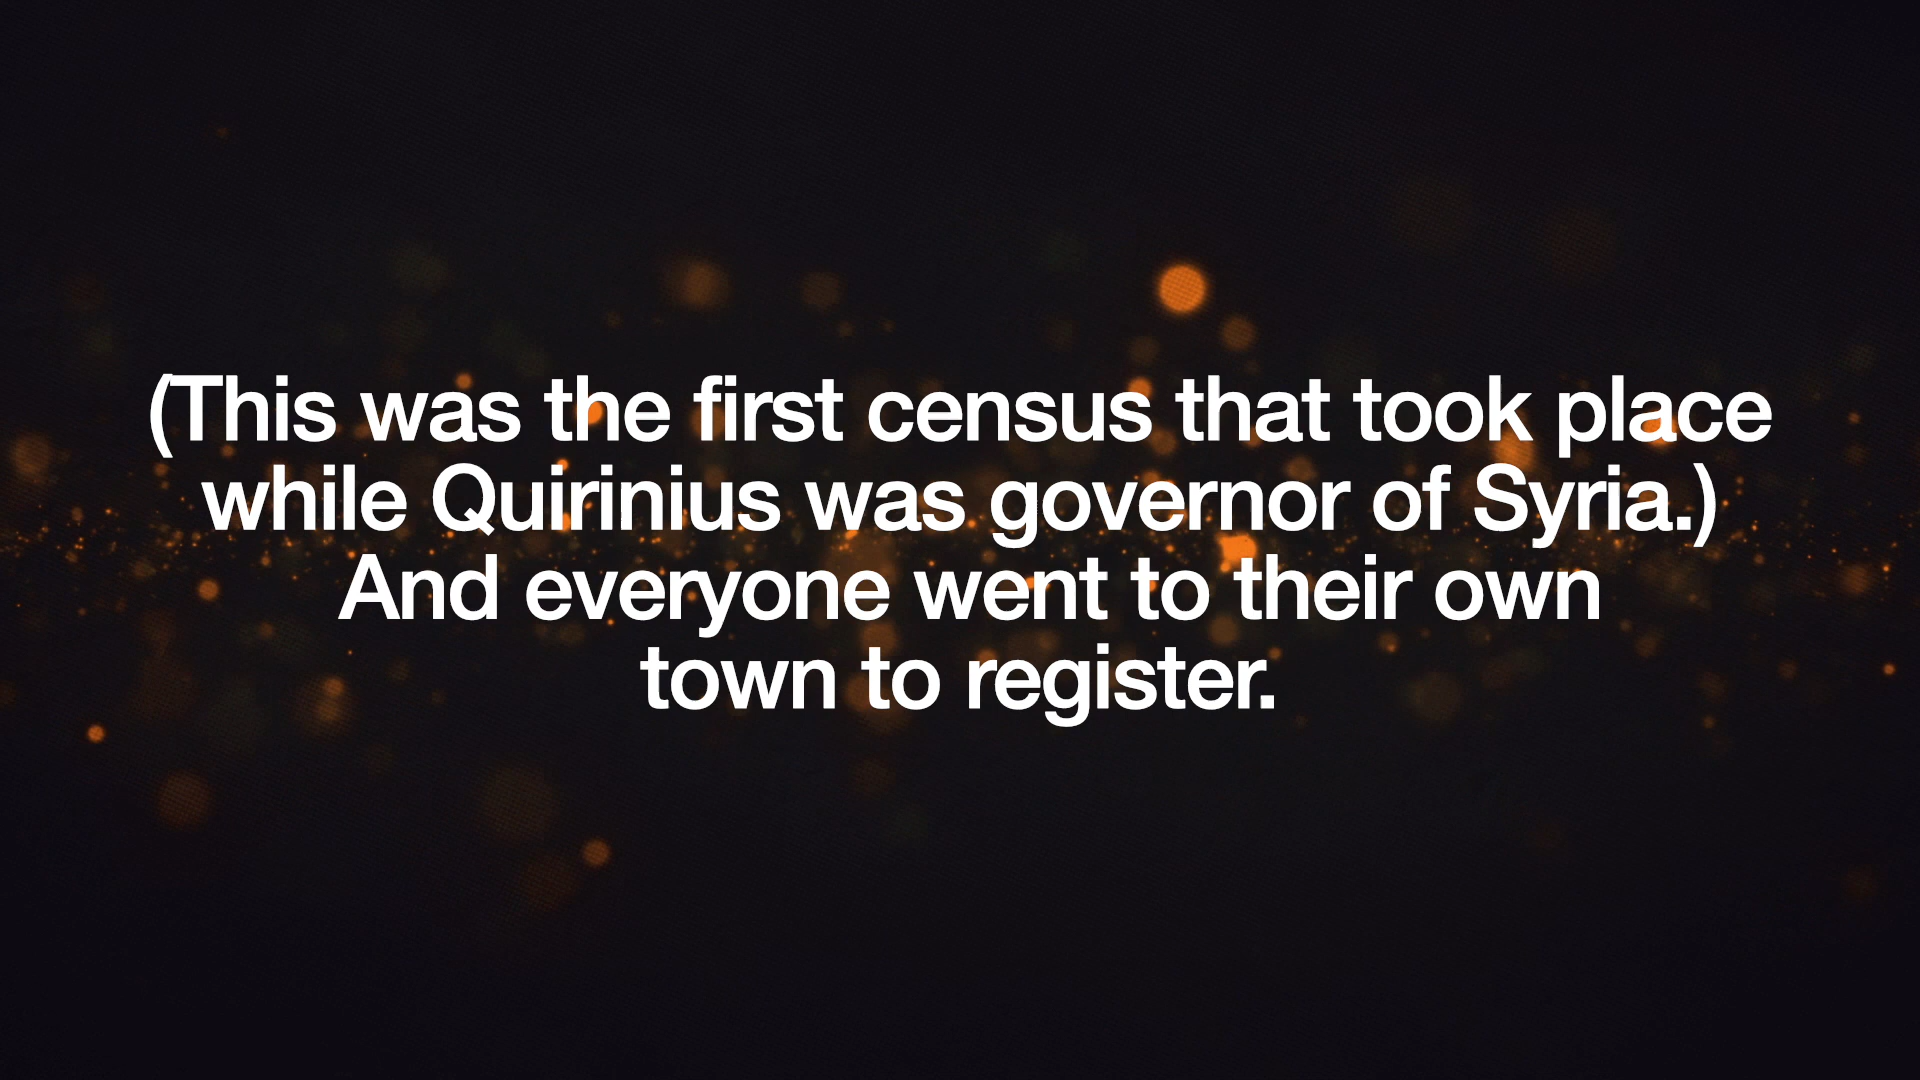 (This was the first census that took place
while Quirinius was governor of Syria.)
And everyone went to their own
town to register.